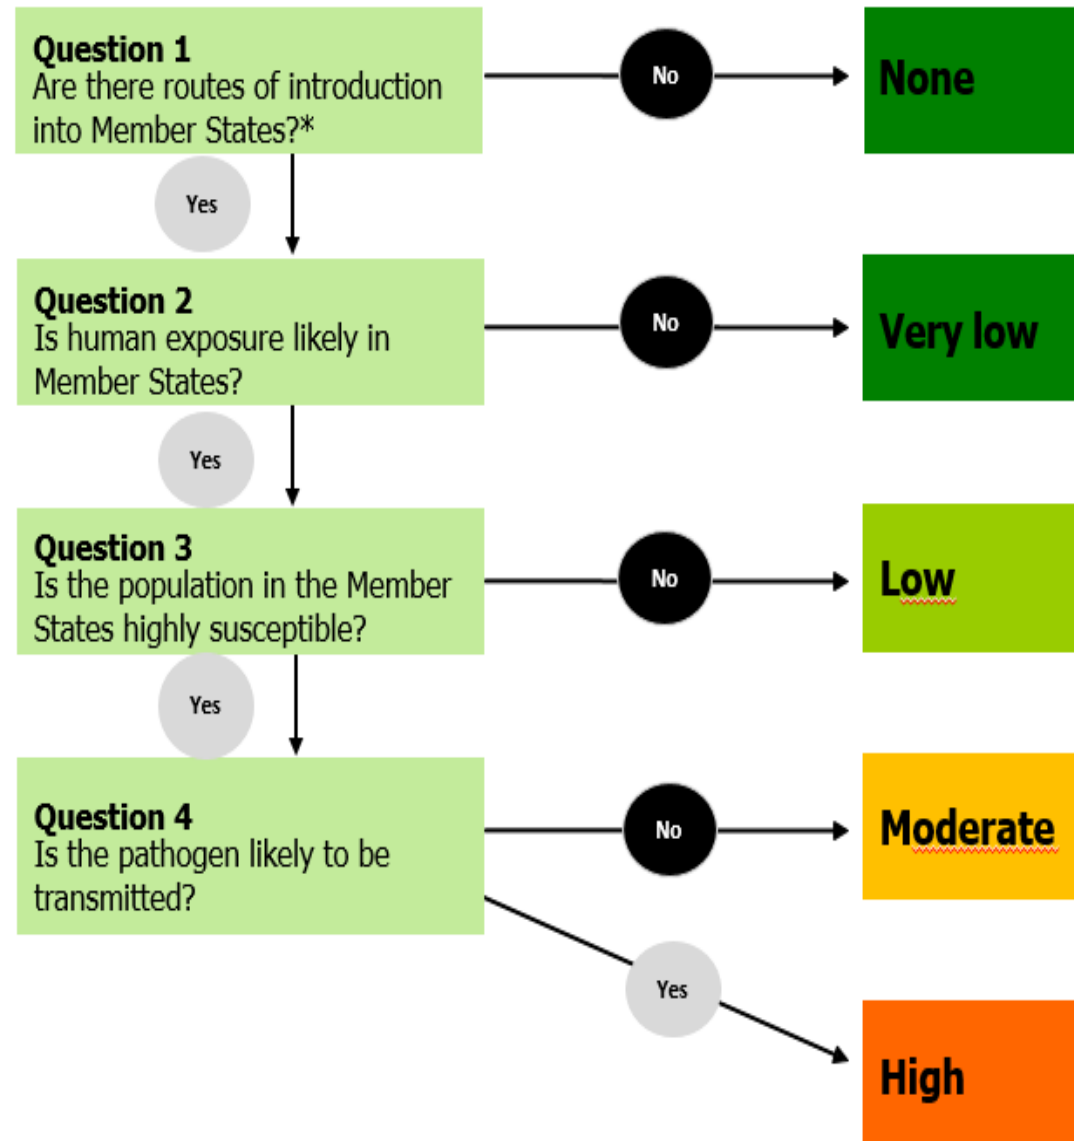 Question 1
Are there routes of introduction
into Member States?*
No
None
Yes
Question 2
Is human exposure likely in
Member States?
No
Very low
Yes
Question 3
Is the population in the Member
States highly susceptible?
No
Low
Yes
Question 4
Is the pathogen likely to be
transmitted?
No
Moderate
Yes
High